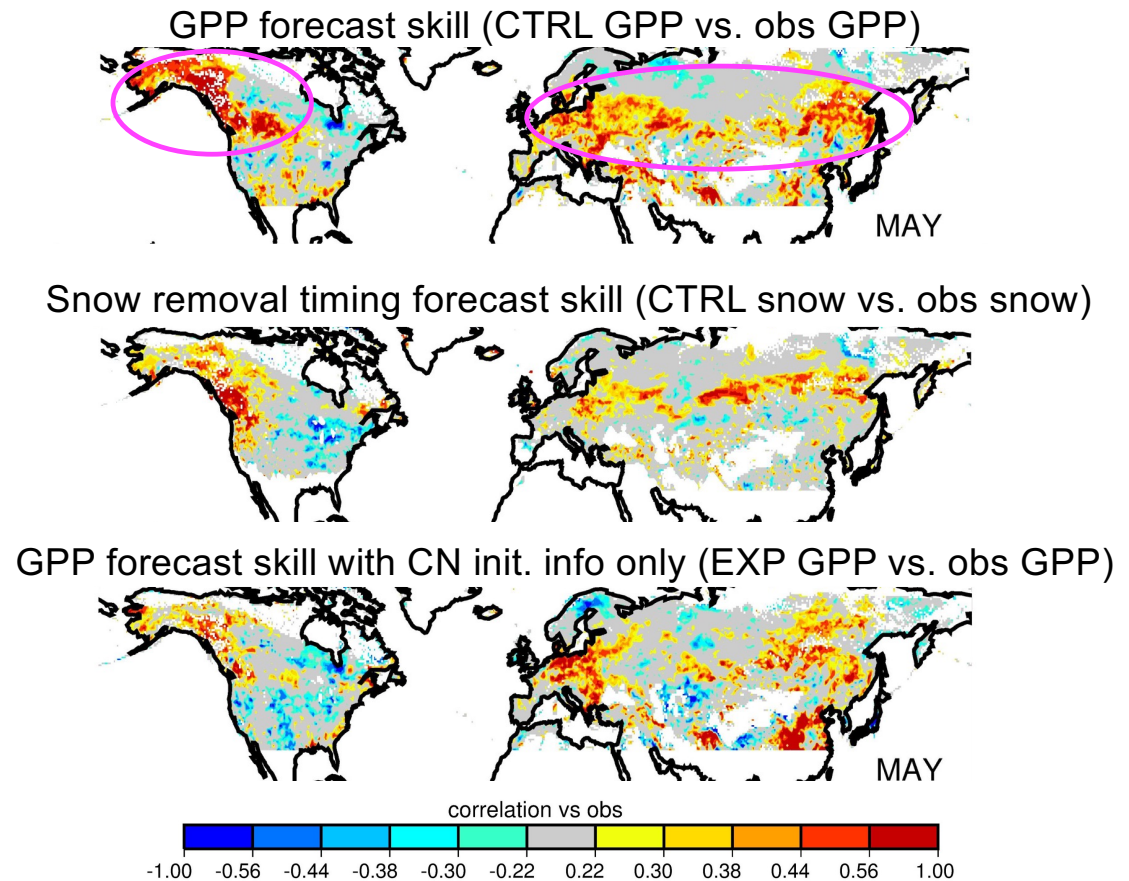 GPP forecast skill (CTRL GPP vs. obs GPP)
MAY
Snow removal timing forecast skill (CTRL snow vs. obs snow)
GPP forecast skill with CN init. info only (EXP GPP vs. obs GPP)
MAY
correlation vs obs
-1.00 -0.56 -0.44 -0.38 -0.30 -0.22 0.22 0.30 0.38 0.44 0.56 1.00